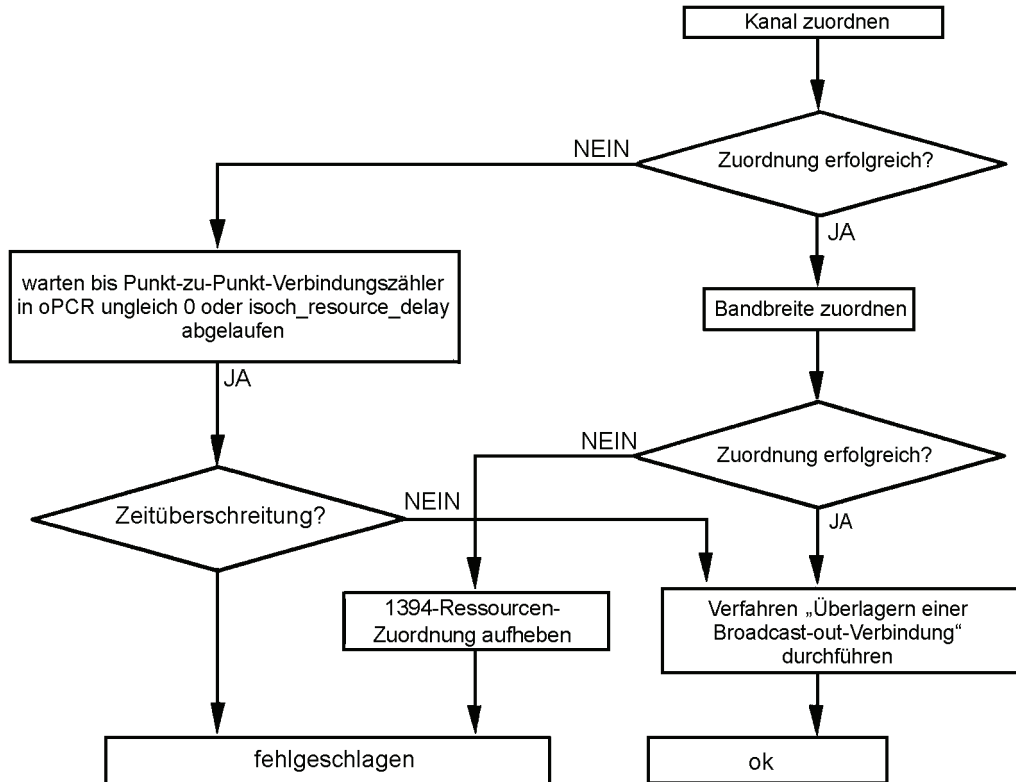 Kanal zuordnen
Zuordnung erfolgreich?
NEIN
JA
warten bis Punkt-zu-Punkt-Verbindungszähler
in oPCR ungleich 0 oder isoch_resource_delay
abgelaufen
Bandbreite zuordnen
JA
NEIN
Zuordnung erfolgreich?
Zeitüberschreitung?
NEIN
JA
1394-Ressourcen-
Zuordnung aufheben
Verfahren „Überlagern einer
Broadcast-out-Verbindung“
durchführen
fehlgeschlagen
ok